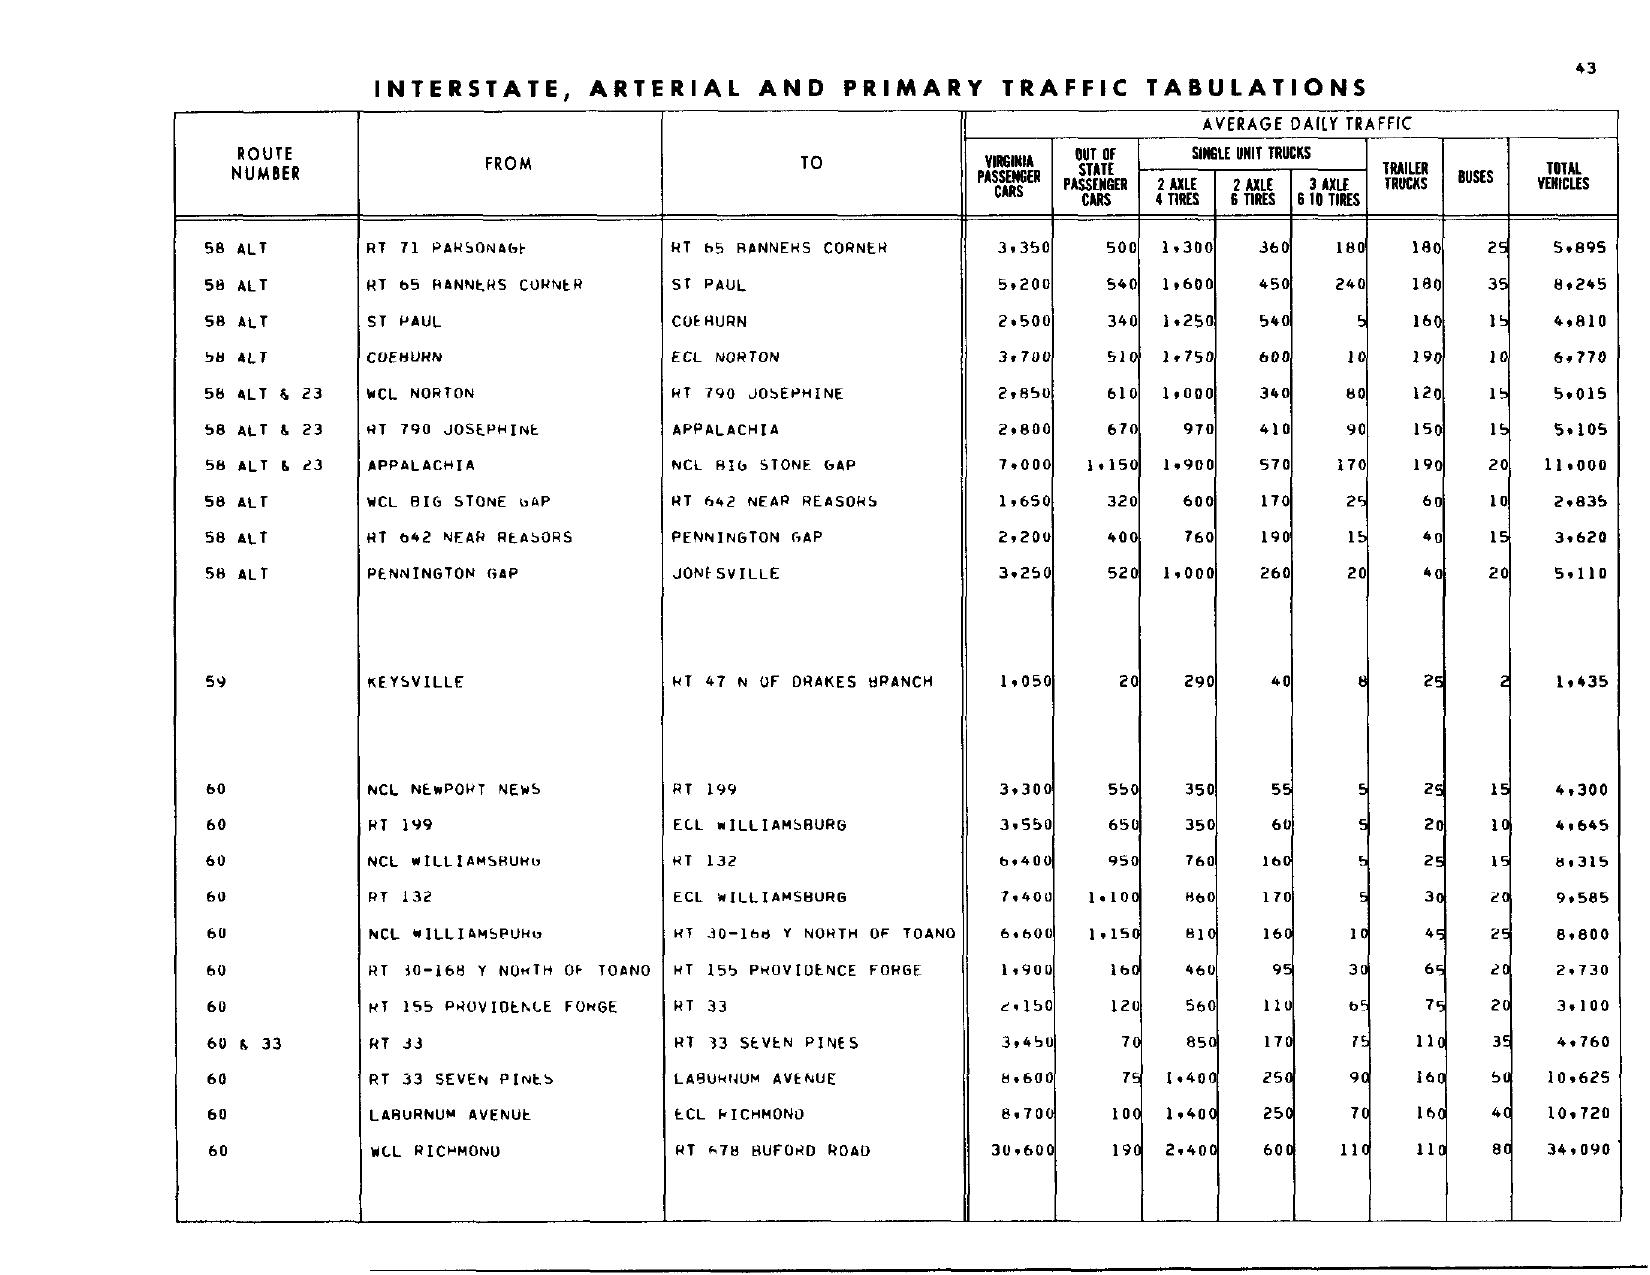 43
INTERSTATE, ARTERIAL AND PRIMARY TRAFFIC TABULATIONS
AVERAGE DAILY TRAFFIC
ROUTE NUMBER FROM TO VIRGINIA PASSENGER CARS OUT OF STATE PASSENGER CARS SINGLE UNIT TRUCKS 2 AXLE 4 TIRES 2 AXLE 6 TIRES 3 AXLE 6 10 TIRES TRAILER TRUCKS BUSES TOTAL VEHICLES
58 ALT RT 71 PARSONAGE RT 65 BANNERS CORNER 3,350 500 1,300 360 180 180 25 5,895
58 ALT RT 65 BANNERS CORNER ST PAUL 5,200 540 1,600 450 240 180 35 8,245
58 ALT ST PAUL COEBURN 2,500 340 1,250 540 5 160 15 4,810
58 ALT COEBURN ECL NORTON 3,700 510 1,750 600 10 190 10 6,770
58 ALT & 23 WCL NORTON RT 790 JOSEPHINE 2,850 610 1,000 340 80 120 15 5,015
58 ALT & 23 RT 790 JOSEPHINE APPALACHIA 2,800 670 970 410 90 150 15 5,105
58 ALT & 23 APPALACHIA NCL BIG STONE GAP 7,000 1,150 1,900 570 170 190 20 11,000
58 ALT WCL BIG STONE GAP RT 642 NEAR REASORS 1,650 320 600 170 25 60 10 2,835
58 ALT RT 642 NEAR REASORS PENNINGTON GAP 2,200 400 760 190 15 40 15 3,620
58 ALT PENNINGTON GAP JONESVILLE 3,250 520 1,000 260 20 40 20 5,110
59 KEYSVILLE RT 47 N OF DRAKES BRANCH 1,050 20 290 40 8 25 2 1,435
60 NCL NEWPORT NEWS RT 199 3,300 550 350 55 5 25 15 4,300
60 RT 199 ECL WILLIAMSBURG 3,550 650 350 60 5 20 10 4,645
60 NCL WILLIAMSBURG RT 132 6,400 950 760 160 5 25 15 8,315
60 RT 132 ECL WILLIAMSBURG 7,400 1,100 860 170 5 30 20 9,585
60 NCL WILLIAMSPURG RT 30-168 Y NORTH OF TOANO 6,600 1,150 810 160 10 45 25 8,800
60 RT 30-168 Y NORTH OF TOANO RT 155 PROVIDENCE FORGE 1,900 160 460 95 30 65 20 2,730
60 RT 155 PROVIDENCE FORGE RT 33 2,150 120 560 110 65 75 20 3,100
60 & 33 RT 33 RT 33 SEVEN PINES 3,450 70 850 170 75 110 35 4,760
60 RT 33 SEVEN PINES LABURNUM AVENUE 8,600 75 1,400 250 90 160 50 10,625
60 LABURNUM AVENUE ECL RICHMOND 8,700 100 1,400 250 70 160 40 10,720
60 WCL RICHMOND RT 678 BUFORD ROAD 30,600 190 2,400 600 110 110 80 34,090